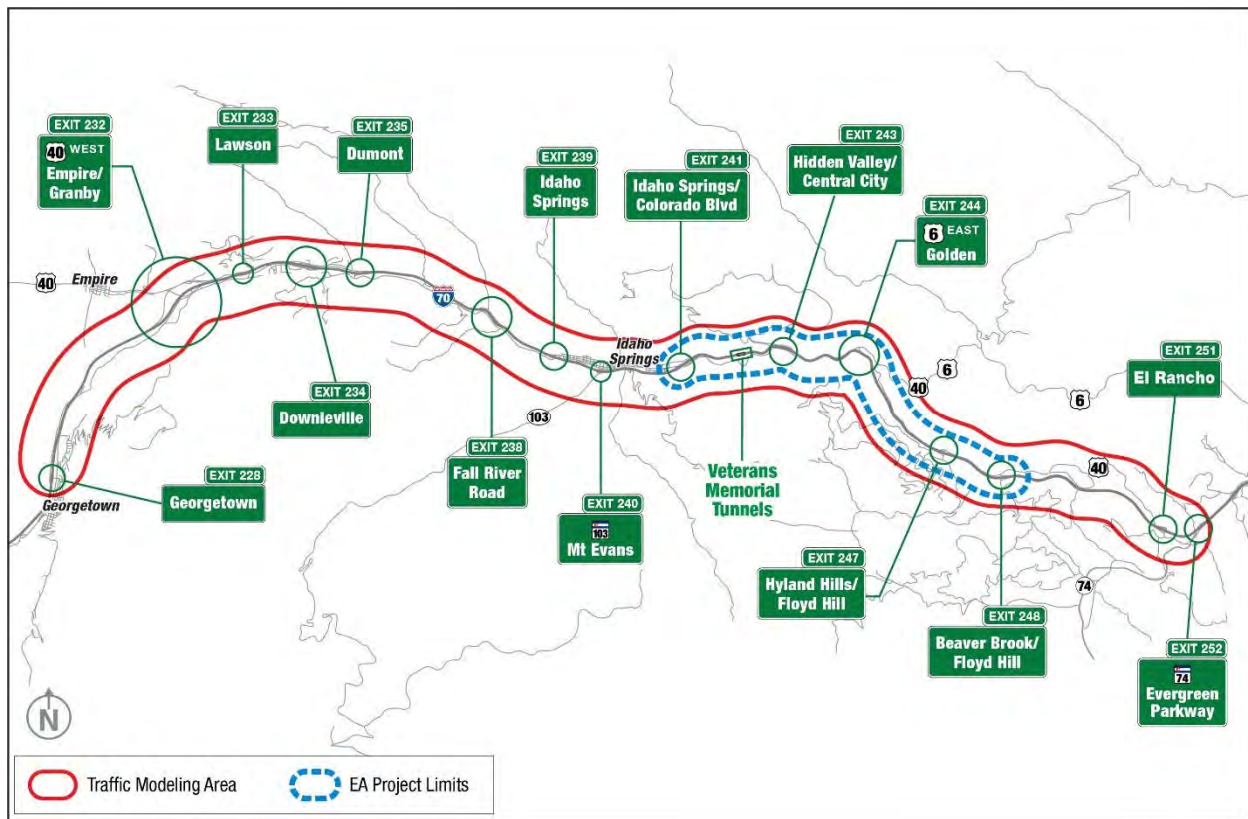 EXIT 232
40 WEST
Empire/
Granby
EXIT 233
Lawson
EXIT 235
Dumont
EXIT 239
Idaho
Springs
EXIT 241
Idaho Springs/
Colorado Blvd
EXIT 243
Hidden Valley/
Central City
EXIT 244
6 EAST
Golden
40
Empire
70
Idaho
Springs
40
6
6
EXIT 251
El Rancho
EXIT 234
Downieville
103
40
EXIT 228
Georgetown
Georgetown
EXIT 238
Fall River
Road
EXIT 240
103
Mt Evans
Veterans
Memorial
Tunnels
EXIT 247
Hyland Hills/
Floyd Hill
74
EXIT 248
Beaver Brook/
Floyd Hill
EXIT 252
74
Evergreen
Parkway
N
Traffic Modeling Area
EA Project Limits